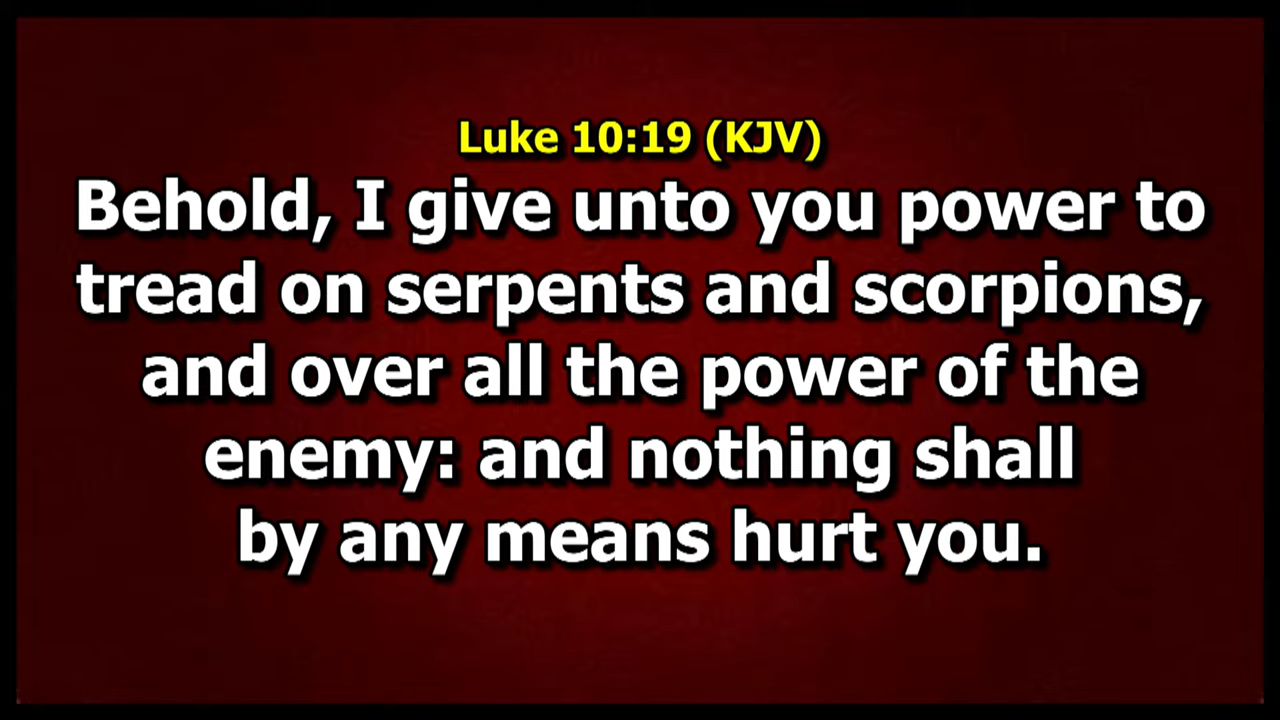 Luke 10:19 (KJV)
Behold, I give unto you power to
tread on serpents and scorpions,
and over all the power of the
enemy: and nothing shall
by any means hurt you.